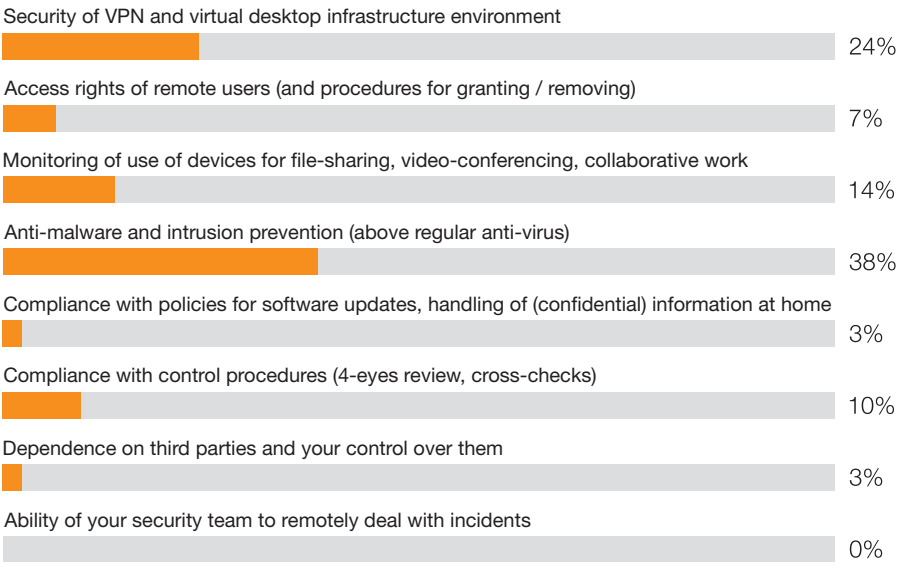 Security of VPN and virtual desktop infrastructure environment
24%
Access rights of remote users (and procedures for granting / removing)
7%
Monitoring of use of devices for file-sharing, video-conferencing, collaborative work
14%
Anti-malware and intrusion prevention (above regular anti-virus)
38%
Compliance with policies for software updates, handling of (confidential) information at home
3%
Compliance with control procedures (4-eyes review, cross-checks)
10%
Dependence on third parties and your control over them
3%
Ability of your security team to remotely deal with incidents
0%